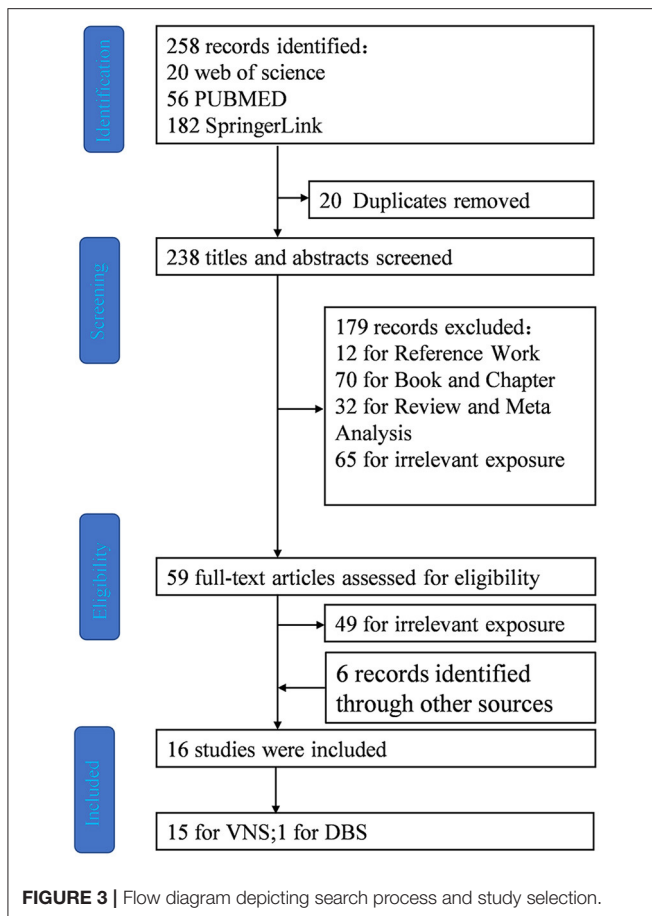 Identification
258 records identified：
20 web of science
56 PUBMED
182 SpringerLink
20 Duplicates removed
Screening
238 titles and abstracts screened
179 records excluded：
12 for Reference Work
70 for Book and Chapter
32 for Review and Meta
Analysis
65 for irrelevant exposure
Eligibility
59 full-text articles assessed for eligibility
49 for irrelevant exposure
6 records identified
through other sources
Included
16 studies were included
15 for VNS;1 for DBS
FIGURE 3 | Flow diagram depicting search process and study selection.